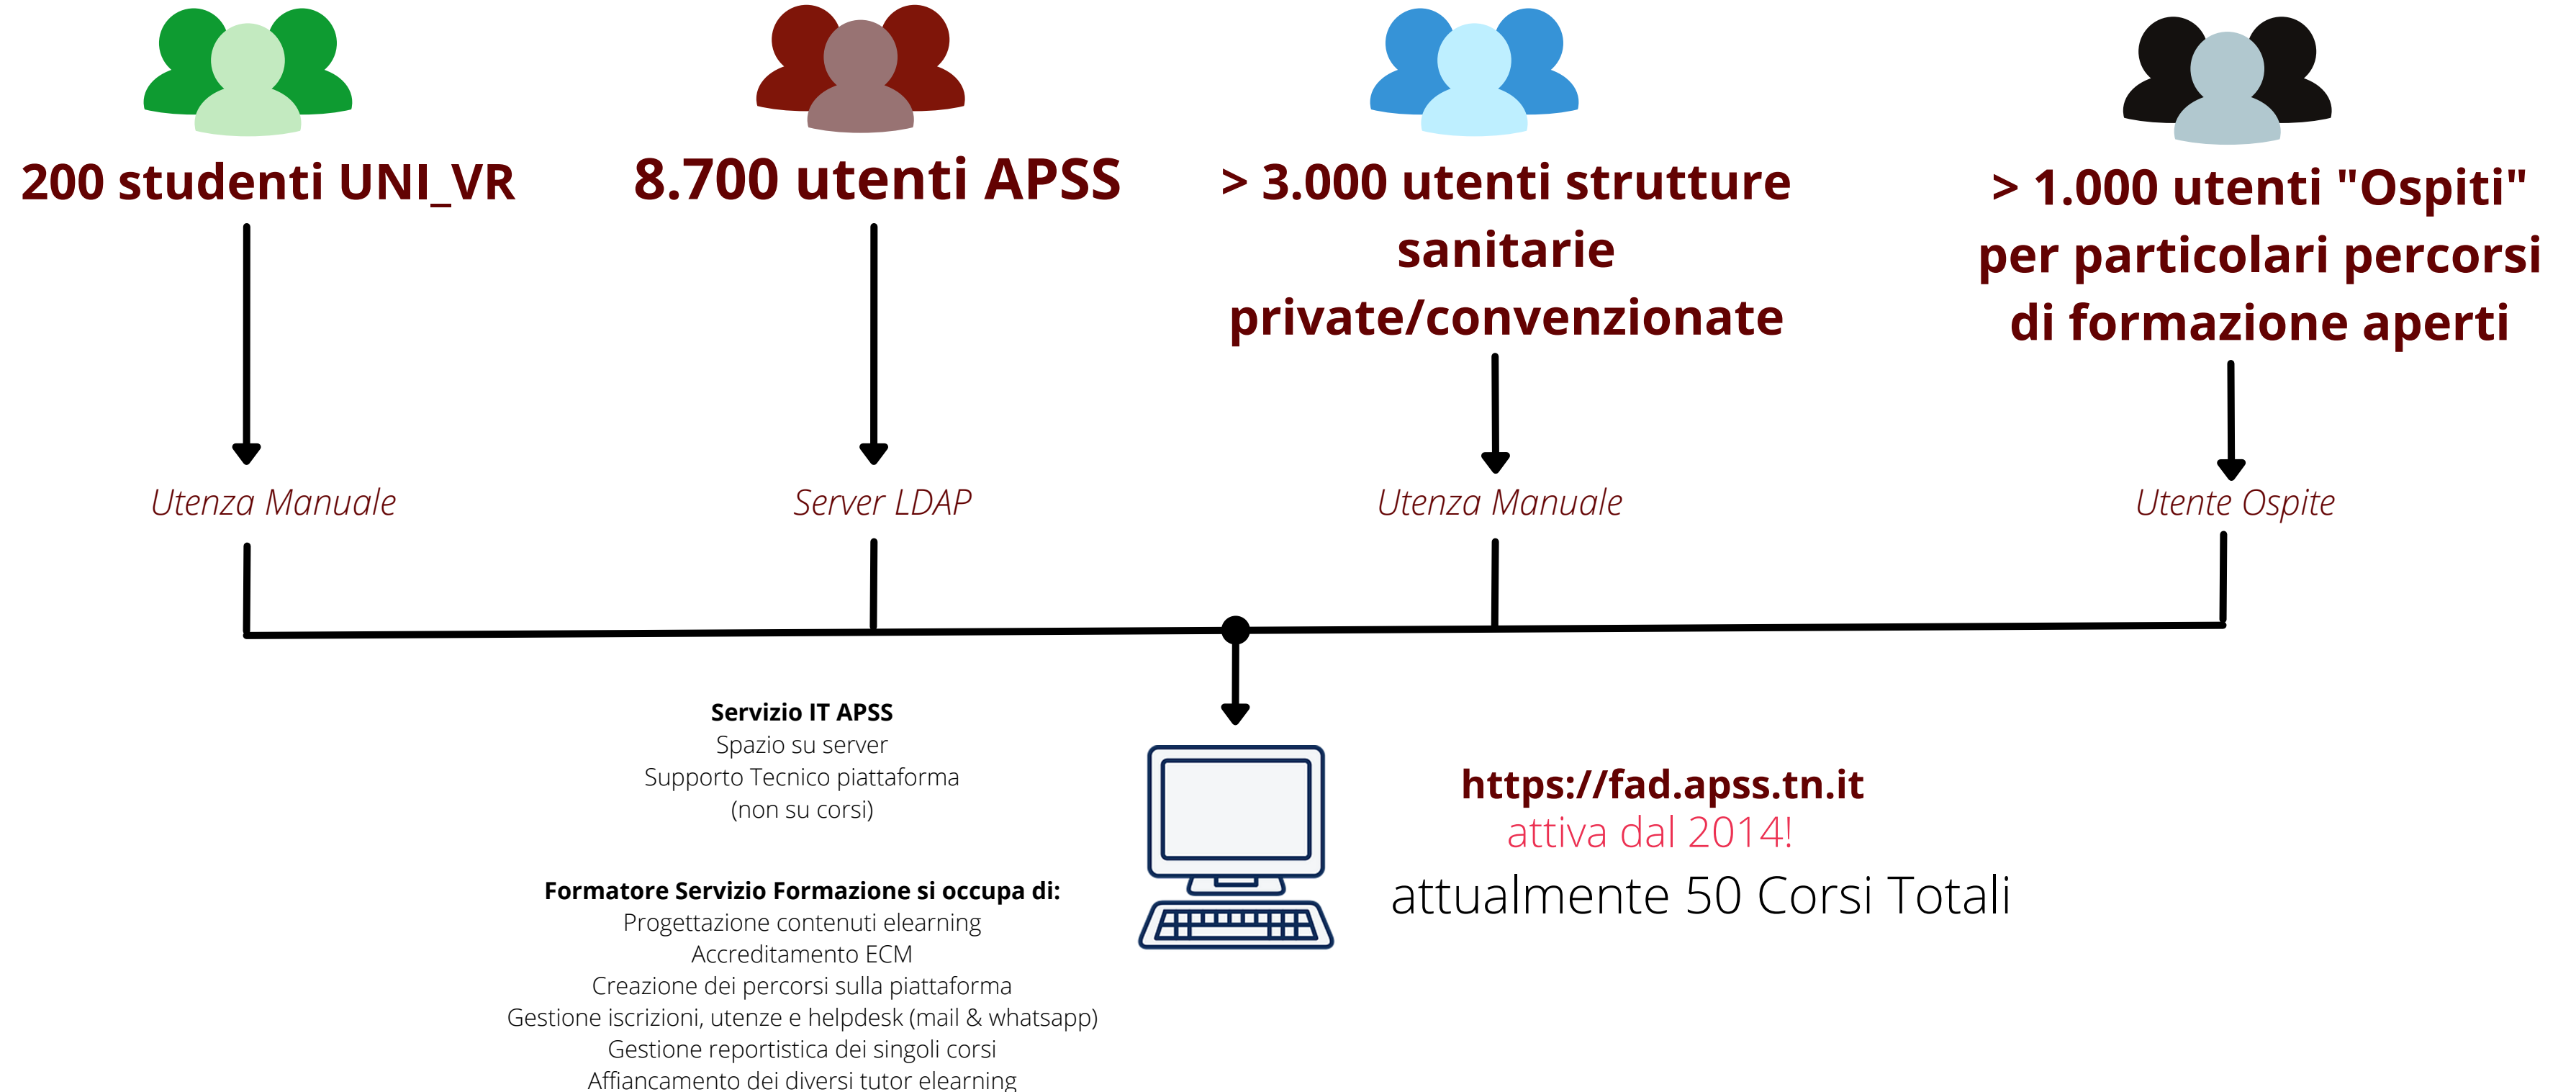 200 studenti UNI_VR
8.700 utenti APSS
> 3.000 utenti strutture
sanitarie
private/convenzionate
> 1.000 utenti "Ospiti"
per particolari percorsi
di formazione aperti
Utenza Manuale
Server LDAP
Utenza Manuale
Utente Ospite
Servizio IT APSS
Spazio su server
Supporto Tecnico piattaforma
(non su corsi)
Formatore Servizio Formazione si occupa di:
Progettazione contenuti elearning
Accreditamento ECM
Creazione dei percorsi sulla piattaforma
Gestione iscrizioni, utenze e helpdesk (mail & whatsapp)
Gestione reportistica dei singoli corsi
Affiancamento dei diversi tutor elearning
https://fad.apss.tn.it
attiva dal 2014!
attualmente 50 Corsi Totali